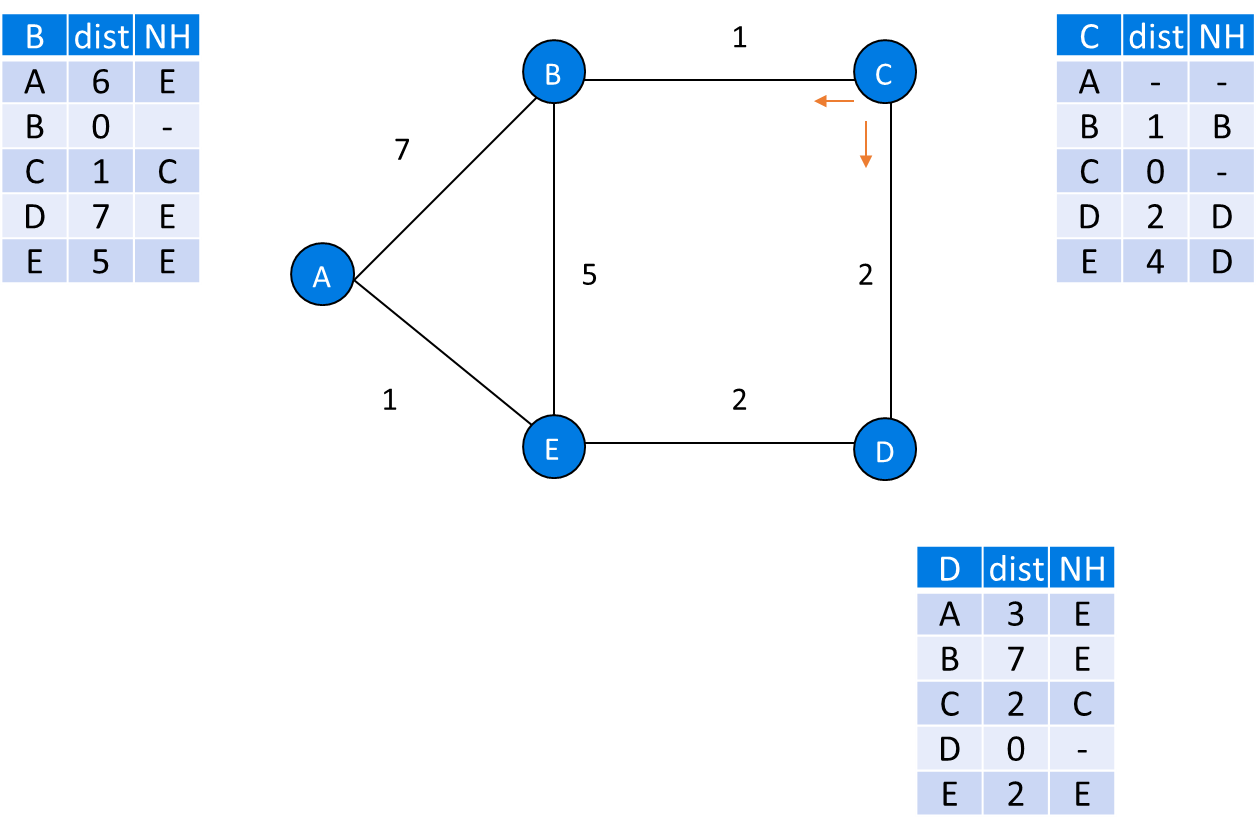 B dist NH
A 6 E
B 0 -
C 1 C
D 7 E
E 5 E
1
B
C
7
A
5
2
1
2
E
D
C dist NH
A - -
B 1 B
C 0 -
D 2 D
E 4 D
D dist NH
A 3 E
B 7 E
C 2 C
D 0 -
E 2 E